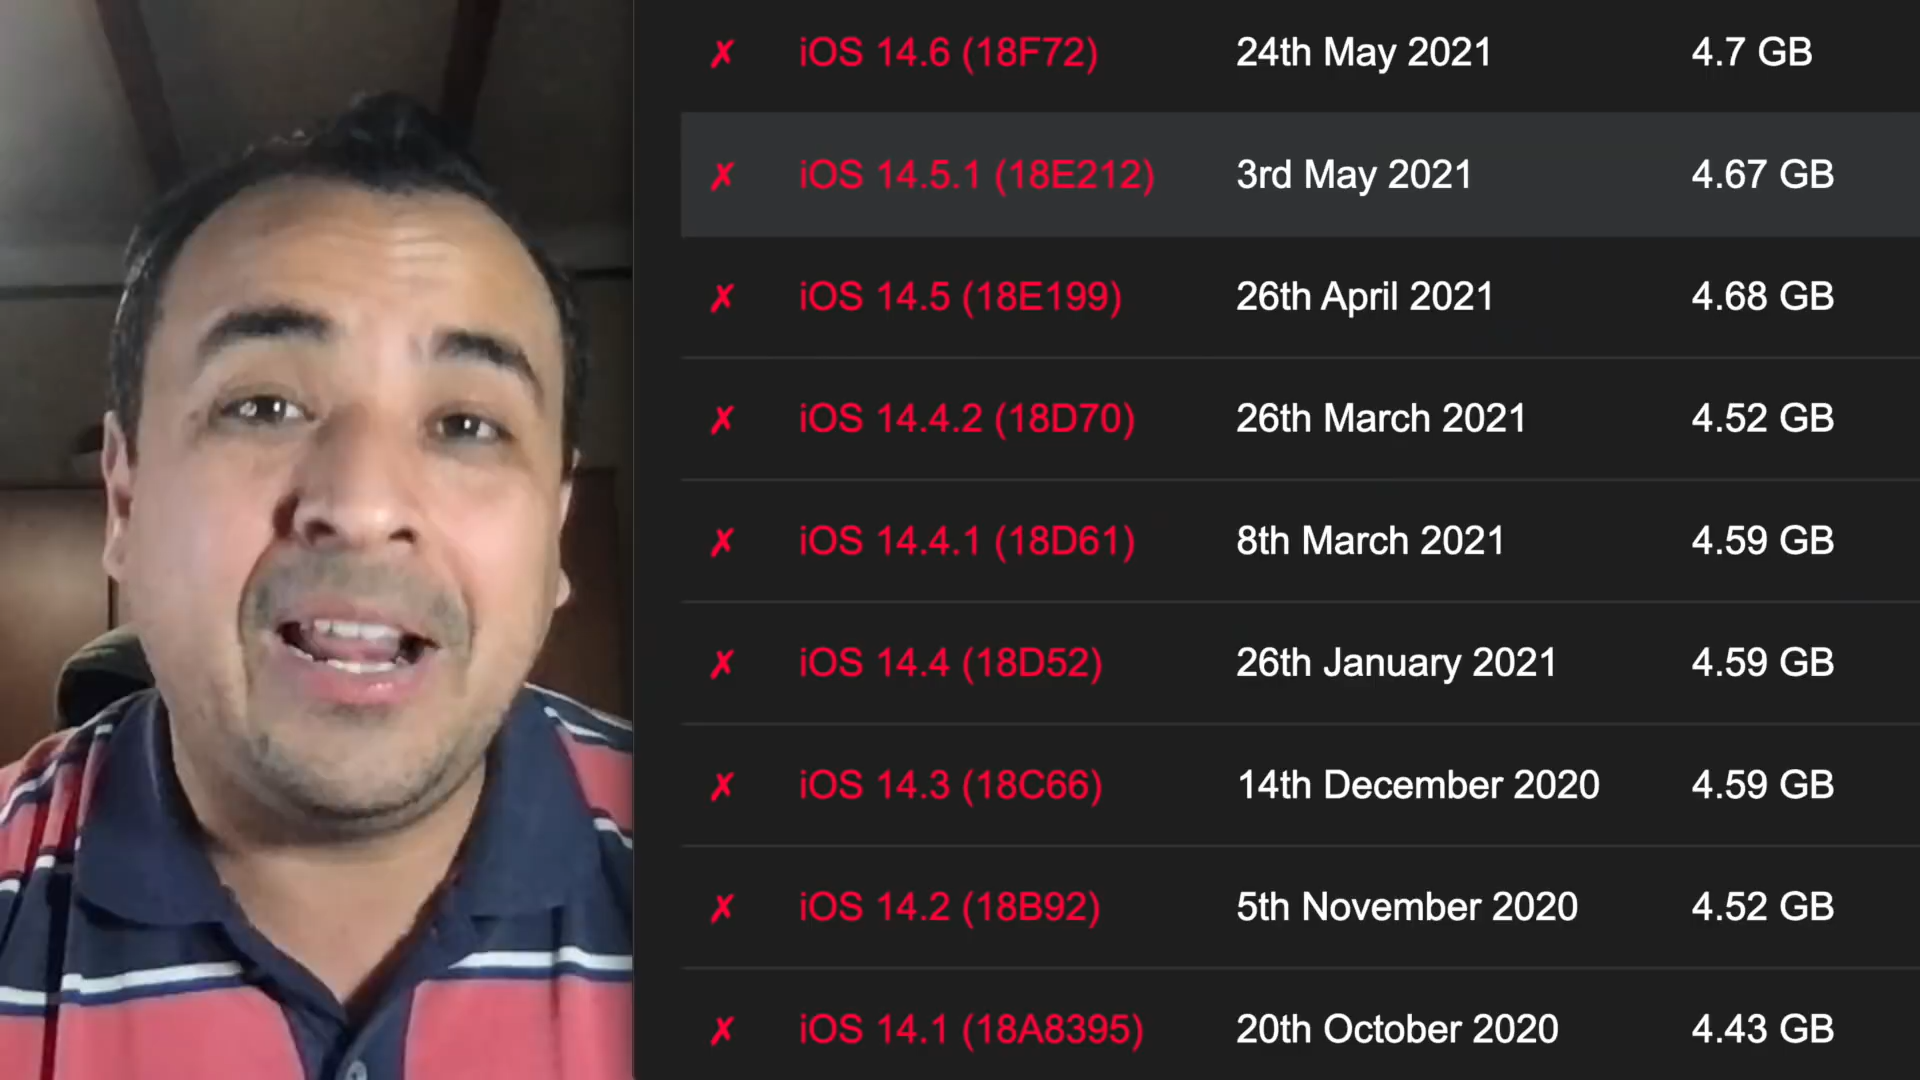 ✗ iOS 14.6 (18F72) 24th May 2021 4.7 GB
✗ iOS 14.5.1 (18E212) 3rd May 2021 4.67 GB
✗ iOS 14.5 (18E199) 26th April 2021 4.68 GB
✗ iOS 14.4.2 (18D70) 26th March 2021 4.52 GB
✗ iOS 14.4.1 (18D61) 8th March 2021 4.59 GB
✗ iOS 14.4 (18D52) 26th January 2021 4.59 GB
✗ iOS 14.3 (18C66) 14th December 2020 4.59 GB
✗ iOS 14.2 (18B92) 5th November 2020 4.52 GB
✗ iOS 14.1 (18A8395) 20th October 2020 4.43 GB